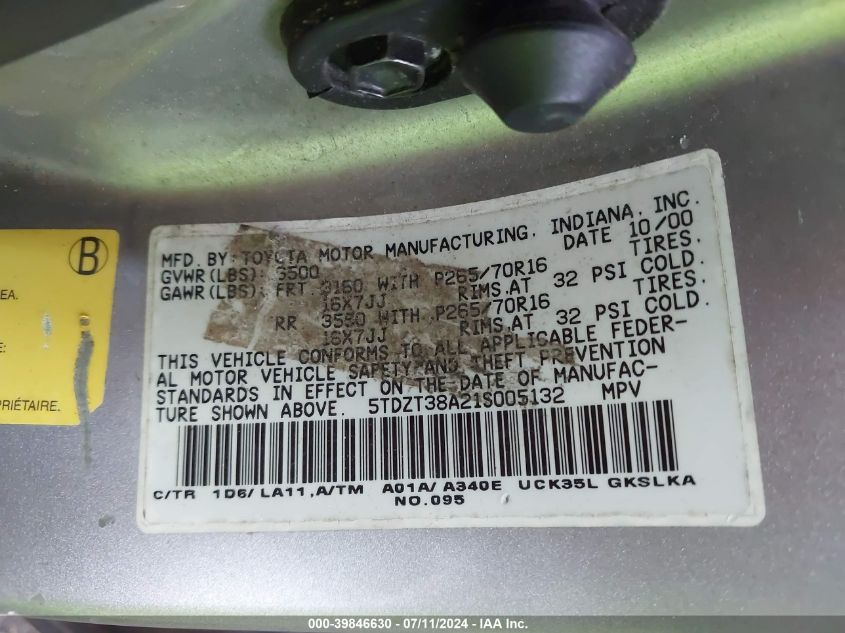 B
EA.
E:
PRIÉTAIRE.
MFD. BY: TOYOTA MOTOR MANUFACTURING, INDIANA, INC.
GVWR(LBS): 6500 DATE 10/00
GAWR(LBS): FRT 3160 WITH P265/70R16 TIRES,
16X7JJ RIMS,AT 32 PSI COLD.
RR 3580 WITH P265/70R16 TIRES,
16X7JJ RIMS,AT 32 PSI COLD.
THIS VEHICLE CONFORMS TO ALL APPLICABLE FEDER-
AL MOTOR VEHICLE SAFETY AND THEFT PREVENTION
STANDARDS IN EFFECT ON THE DATE OF MANUFAC-
TURE SHOWN ABOVE. 5TDZT38A21S005132 MPV
C/TR 1D6/ LA11,A/TM A01A/ A340E UCK35L GKSLKA
NO.095
000-39846630 - 07/11/2024 - IAA Inc.